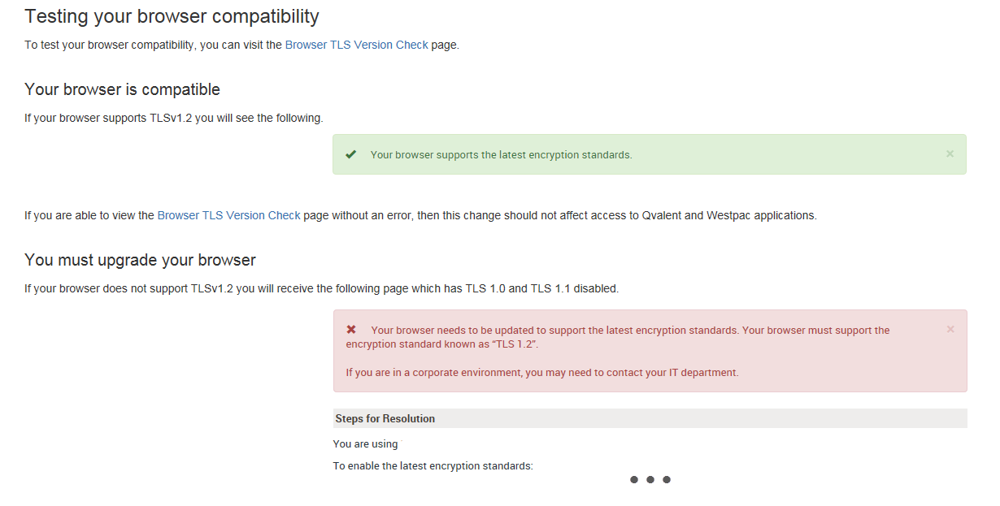 Testing your browser compatibility
To test your browser compatibility, you can visit the Browser TLS Version Check page.
Your browser is compatible
If your browser supports TLSv1.2 you will see the following.
Your browser supports the latest encryption standards.
If you are able to view the Browser TLS Version Check page without an error, then this change should not affect access to Qvalent and Westpac applications.
You must upgrade your browser
If your browser does not support TLSv1.2 you will receive the following page which has TLS 1.0 and TLS 1.1 disabled.
Your browser needs to be updated to support the latest encryption standards. Your browser must support the
encryption standard known as “TLS 1.2”.
If you are in a corporate environment, you may need to contact your IT department.
Steps for Resolution
You are using
To enable the latest encryption standards: